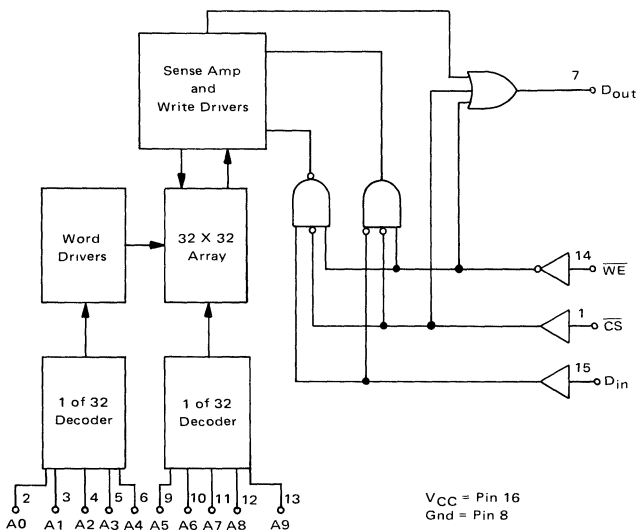 Sense Amp
and
Write Drivers
7
Dout
Word
Drivers
32 X 32
Array
14
WE
1
CS
15
Din
1 of 32
Decoder
1 of 32
Decoder
2 3 4 5 6 9 10 11 12 13
A0 A1 A2 A3 A4 A5 A6 A7 A8 A9
VCC = Pin 16
Gnd = Pin 8